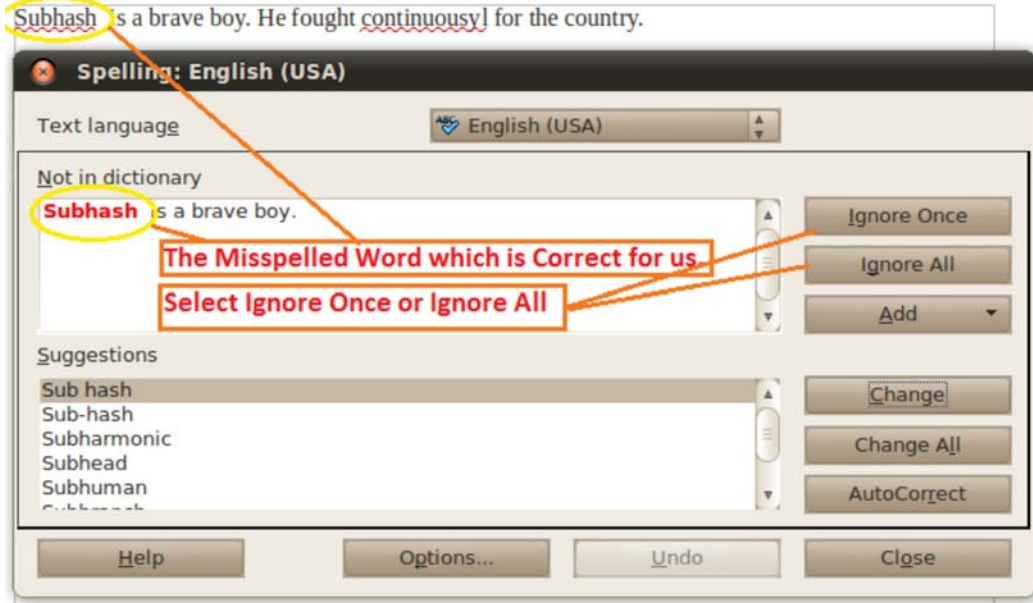 Subhash is a brave boy. He fought continuousyl for the country.
Spelling: English (USA)
Text language
English (USA)
Not in dictionary
Subhash is a brave boy.
Ignore Once
The Misspelled Word which is Correct for us.
Ignore All
Select Ignore Once or Ignore All
Add
Suggestions
Sub hash
Change
Sub-hash
Subharmonic
Change All
Subhead
Subhuman
AutoCorrect
Help
Options...
Undo
Close